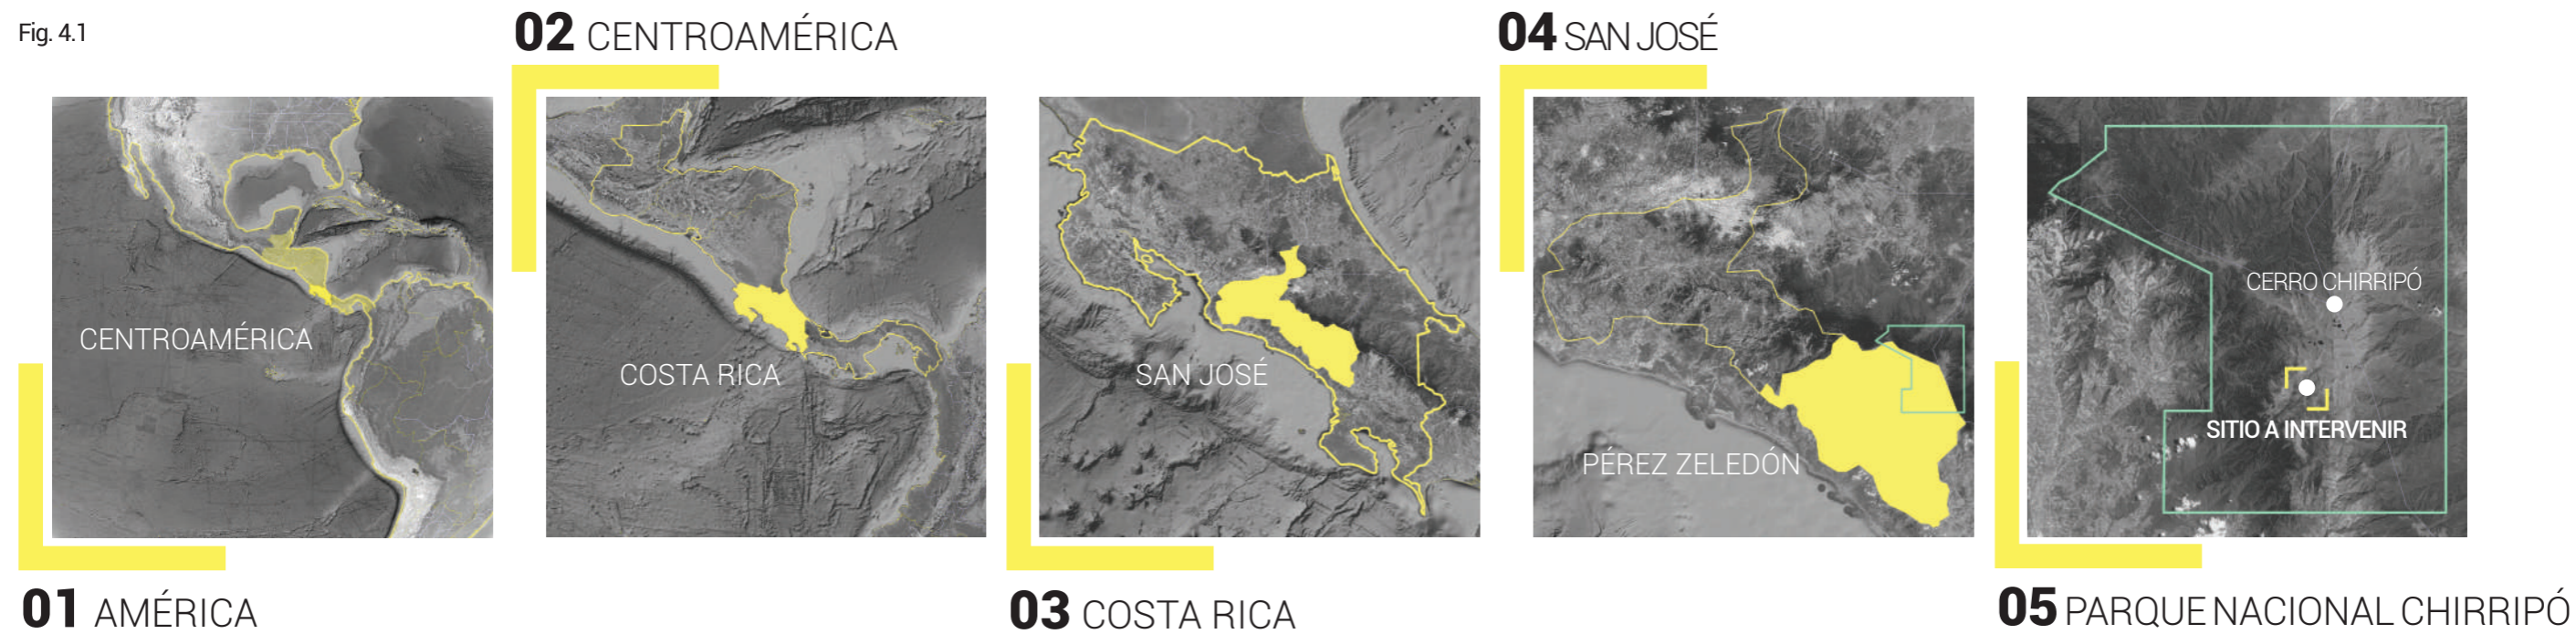 Fig. 4.1
02 CENTROAMÉRICA
04 SAN JOSÉ
CENTROAMÉRICA
COSTA RICA
SAN JOSÉ
PÉREZ ZELEDÓN
CERRO CHIRRIPÓ
SITIO A INTERVENIR
01 AMÉRICA
03 COSTA RICA
05 PARQUE NACIONAL CHIRRIPÓ